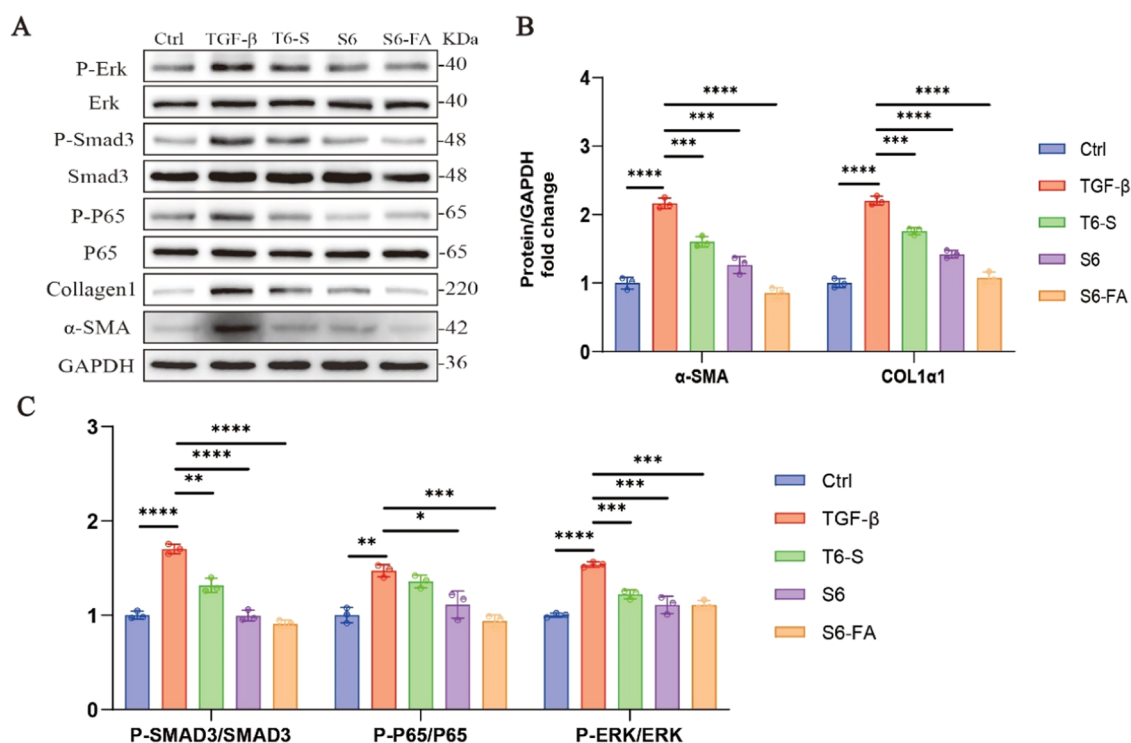 A
Ctrl TGF-β T6-S S6 S6-FA KDa
P-Erk -40
Erk -40
P-Smad3 -48
Smad3 -48
P-P65 -65
P65 -65
Collagen1 -220
α-SMA -42
GAPDH -36
B
Protein/GAPDH
fold change
4
3
2
1
0
**** *** *** ****
**** *** **** ****
α-SMA COL1α1
Ctrl
TGF-β
T6-S
S6
S6-FA
C
3
2
1
0
**** ** **** ****
** * ***
**** *** *** ***
P-SMAD3/SMAD3 P-P65/P65 P-ERK/ERK
Ctrl
TGF-β
T6-S
S6
S6-FA